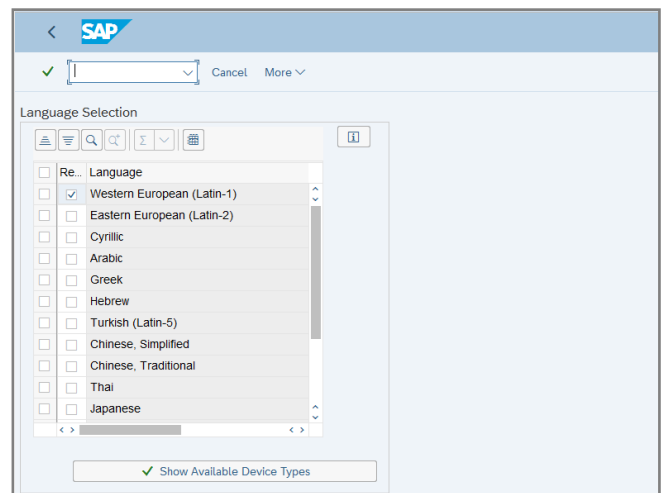 SAP
Cancel More
Language Selection
Re... Language
Western European (Latin-1)
Eastern European (Latin-2)
Cyrillic
Arabic
Greek
Hebrew
Turkish (Latin-5)
Chinese, Simplified
Chinese, Traditional
Thai
Japanese
Show Available Device Types